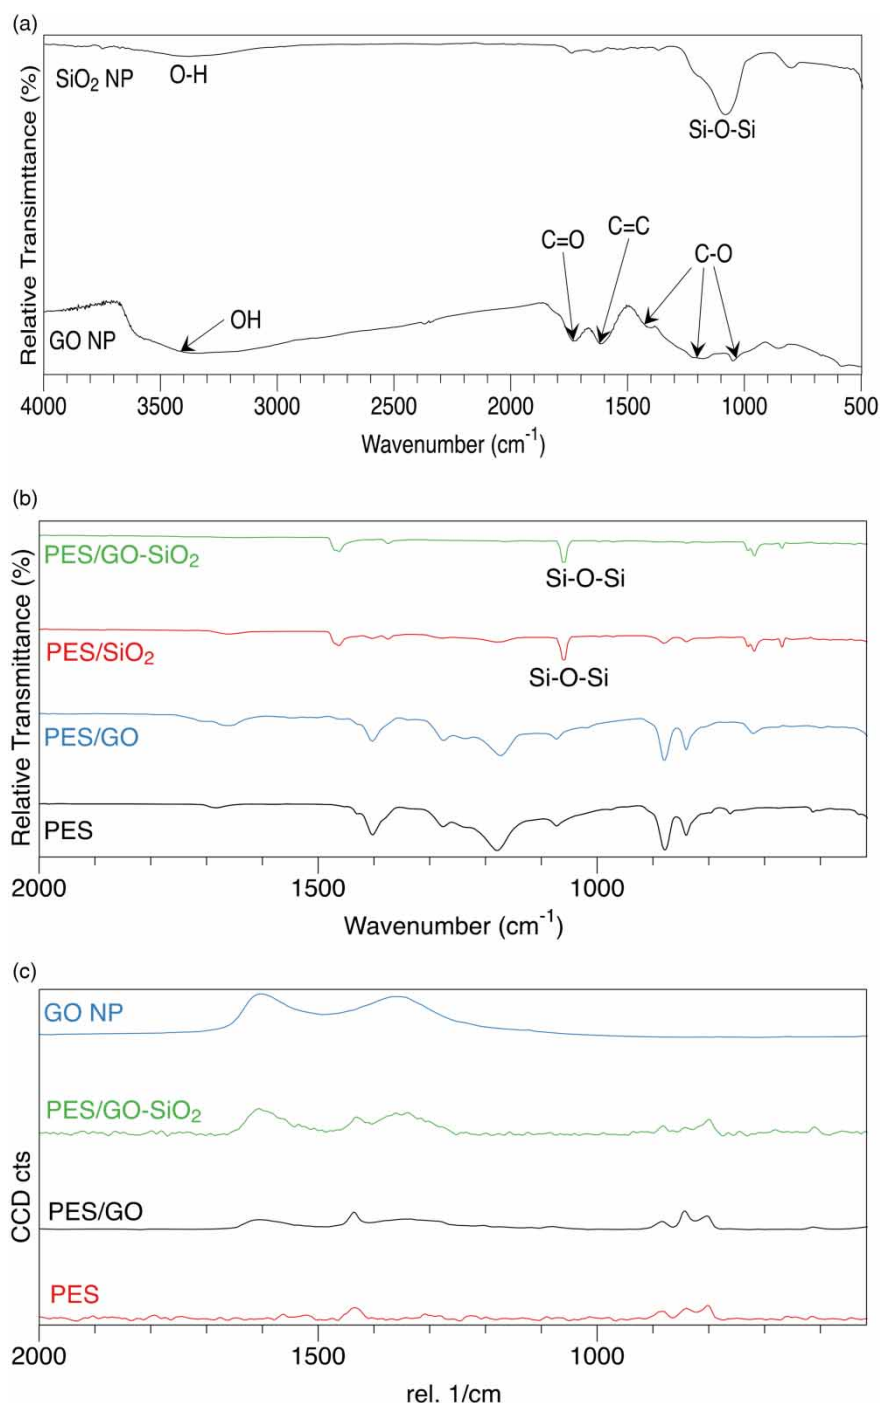 (a)
Relative Transimttance (%)
SiO₂ NP
O-H
Si-O-Si
C=O
C=C
C-O
OH
GO NP
4000 3500 3000 2500 2000 1500 1000 500
Wavenumber (cm⁻¹)
(b)
Relative Transmittance (%)
PES/GO-SiO₂
Si-O-Si
PES/SiO₂
Si-O-Si
PES/GO
PES
2000 1500 1000
Wavenumber (cm⁻¹)
(c)
CCD cts
GO NP
PES/GO-SiO₂
PES/GO
PES
2000 1500 1000
rel. 1/cm